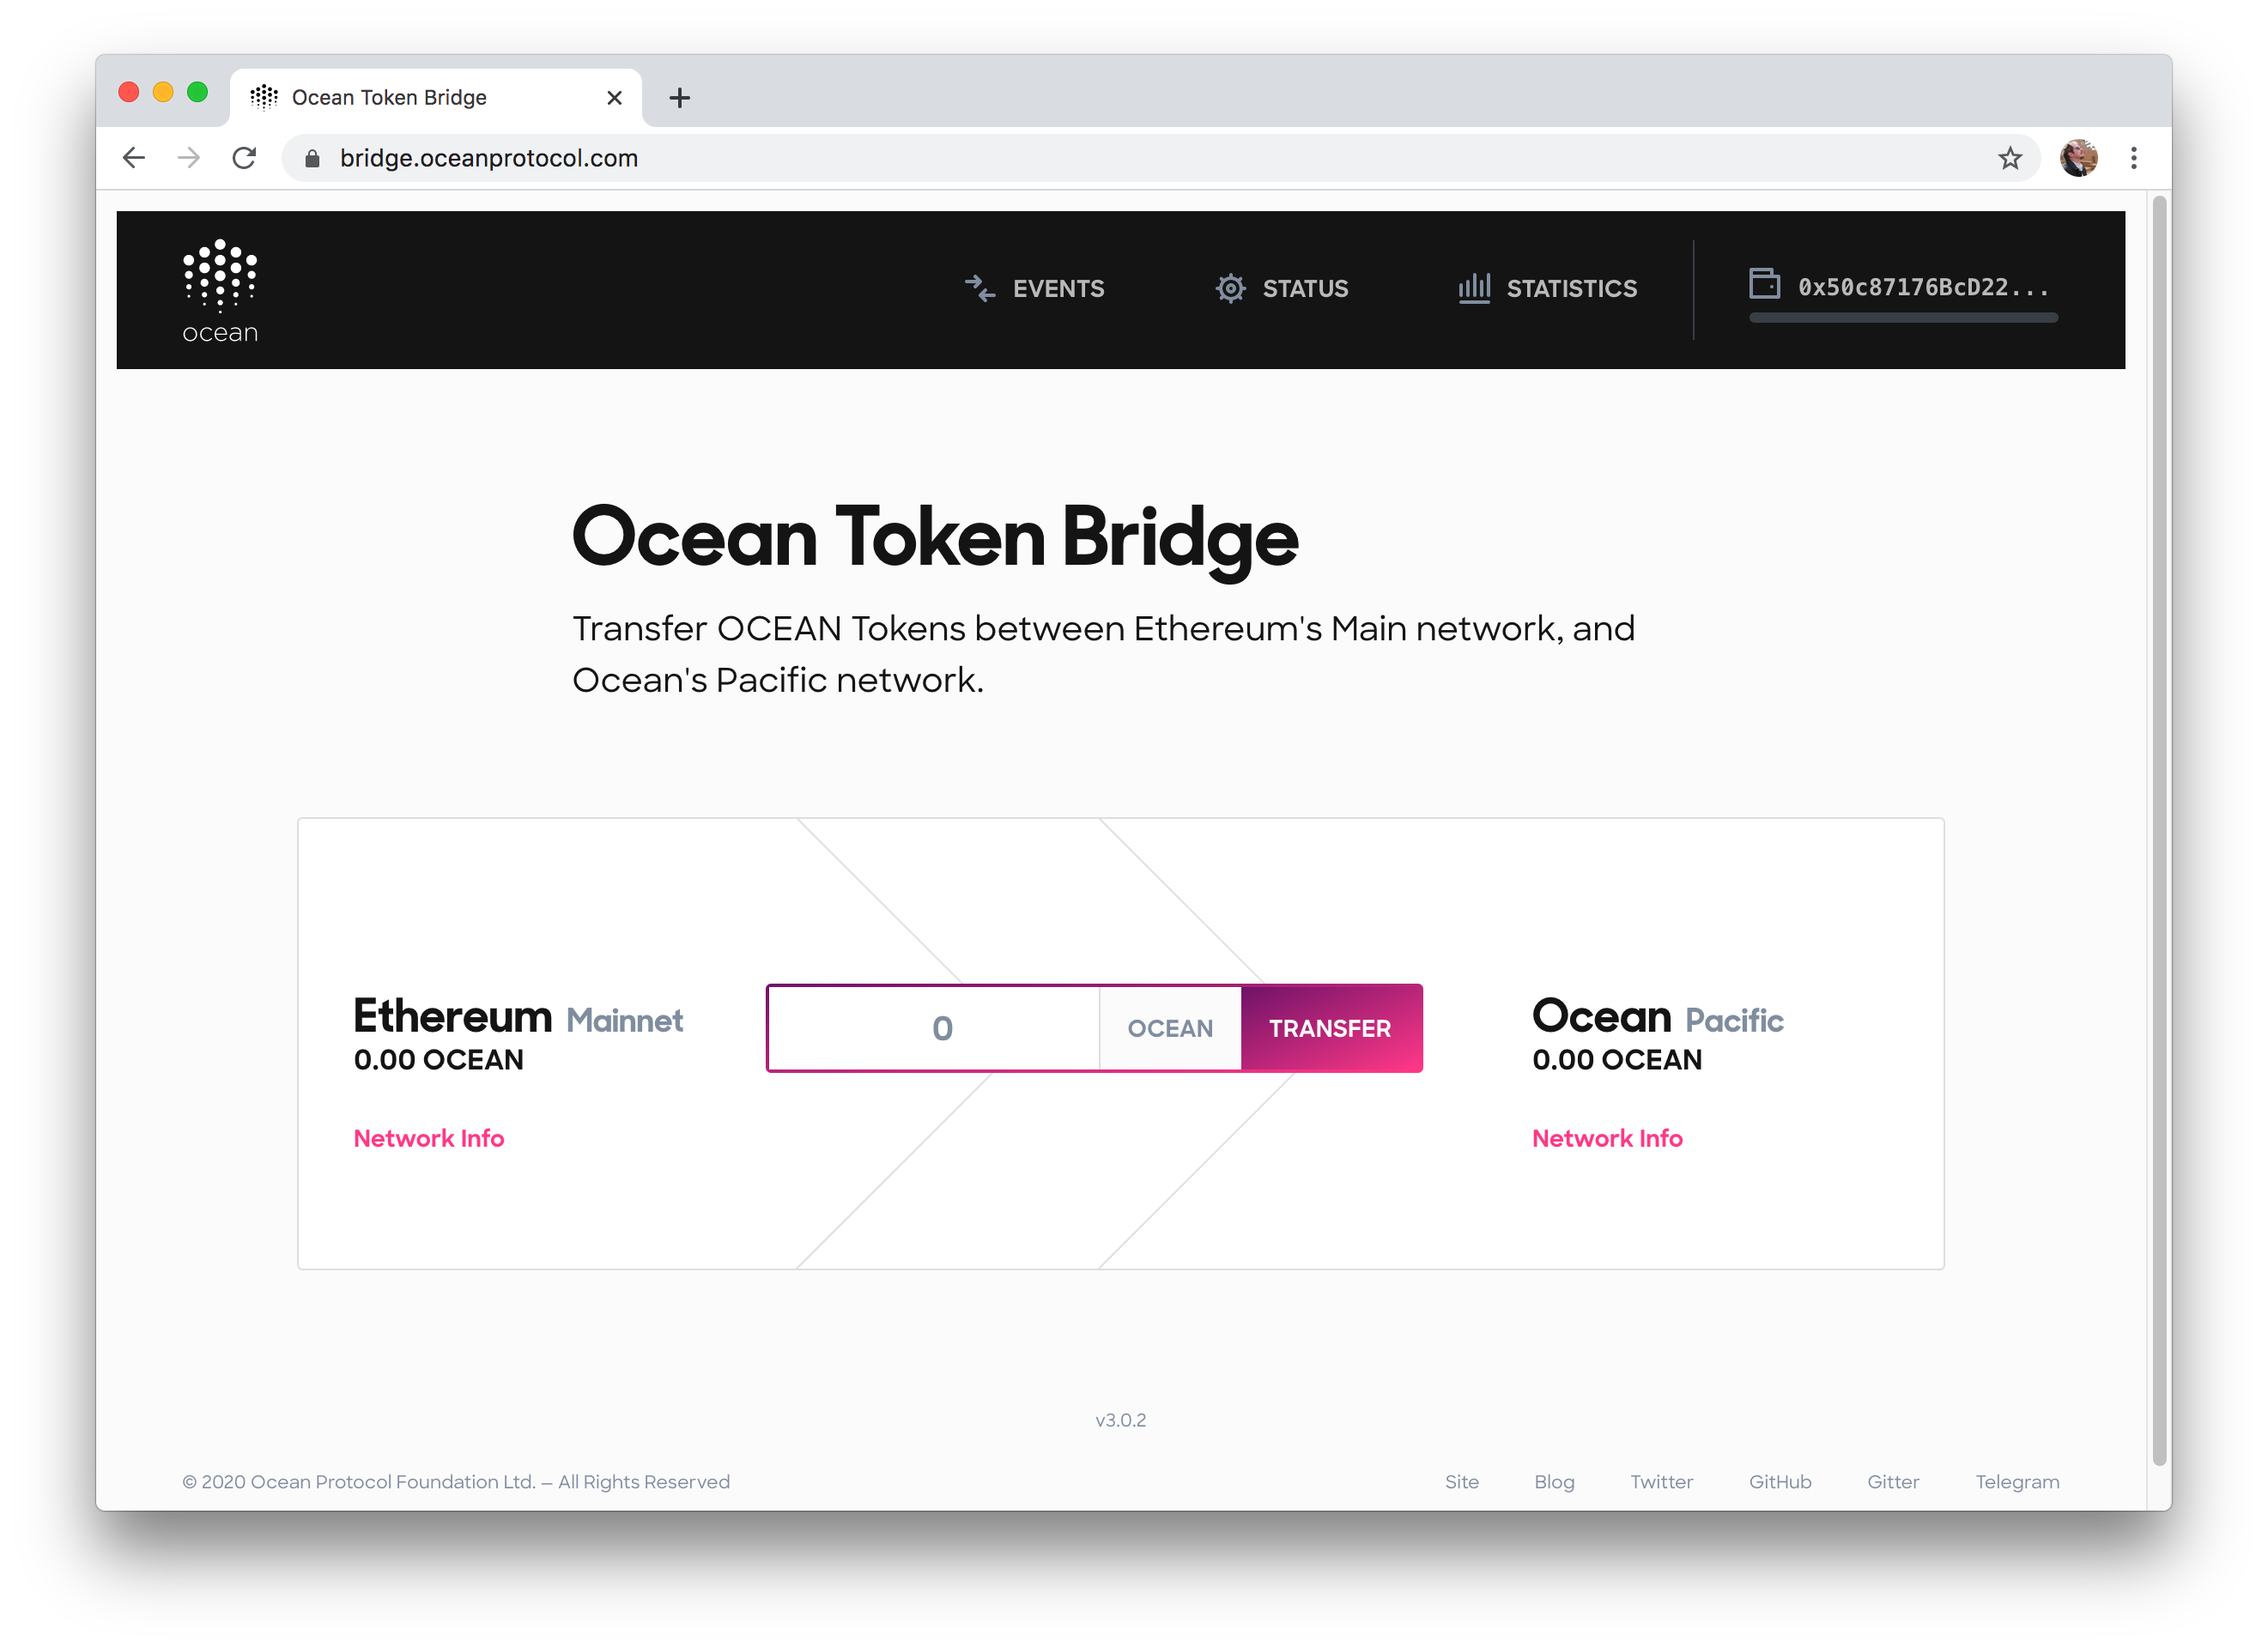 Ocean Token Bridge
bridge.oceanprotocol.com
ocean
EVENTS
STATUS
STATISTICS
0x50c87176BcD22...
Ocean Token Bridge
Transfer OCEAN Tokens between Ethereum's Main network, and
Ocean's Pacific network.
Ethereum Mainnet
0.00 OCEAN
Network Info
0
OCEAN
TRANSFER
Ocean Pacific
0.00 OCEAN
Network Info
v3.0.2
© 2020 Ocean Protocol Foundation Ltd. — All Rights Reserved
Site
Blog
Twitter
GitHub
Gitter
Telegram